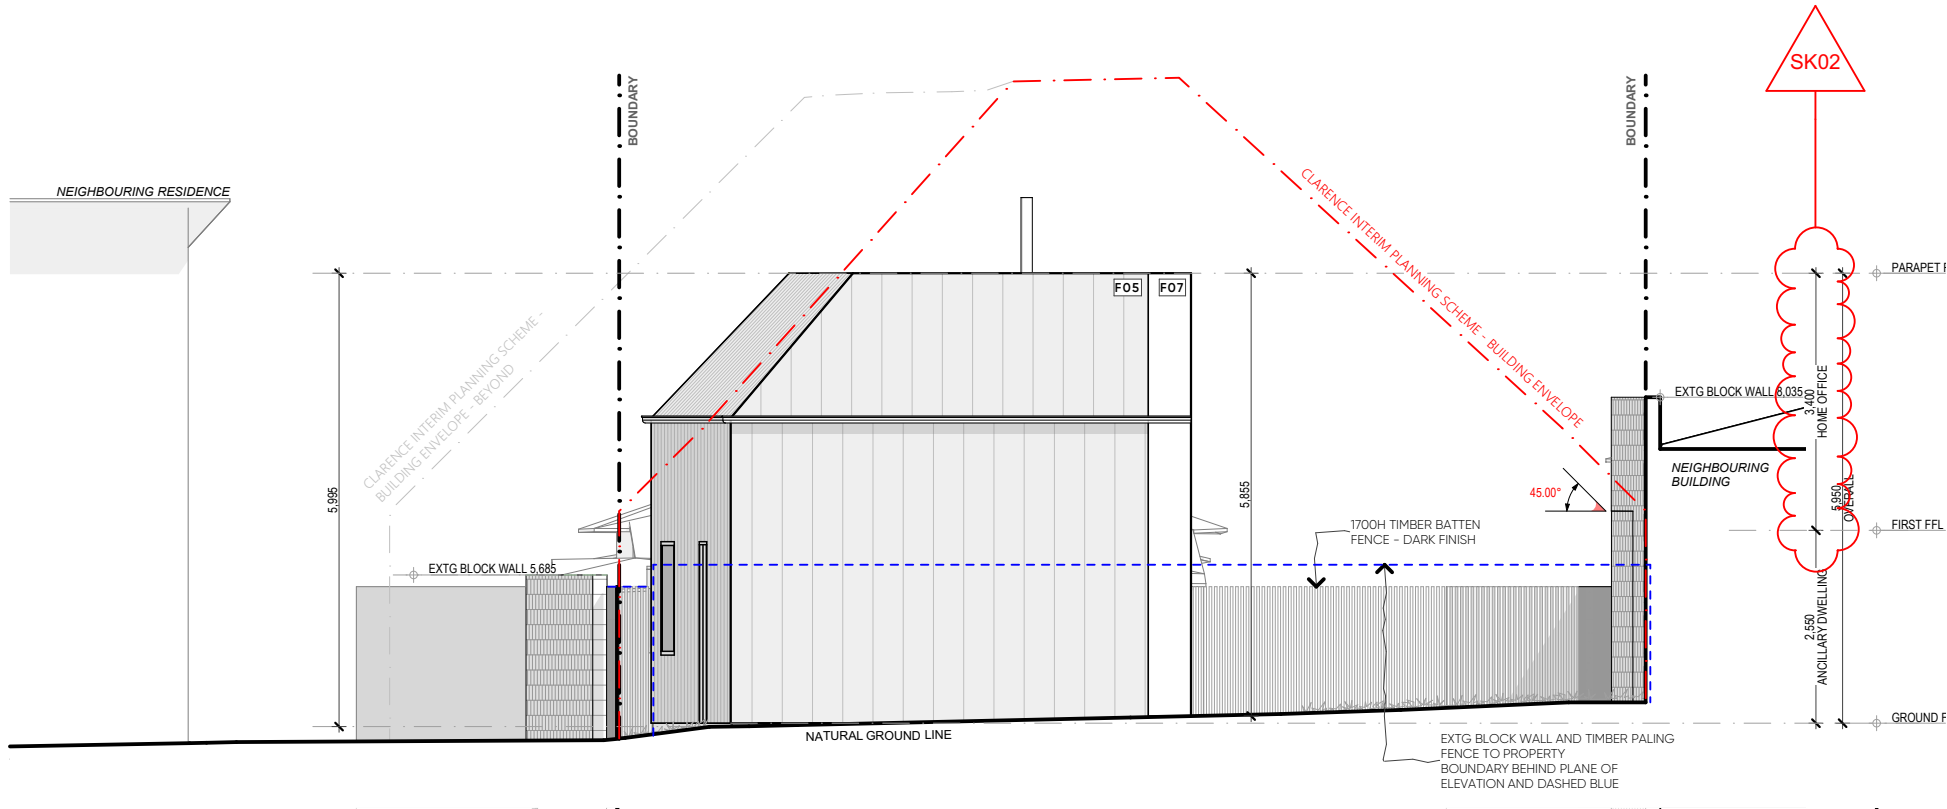 SK02
BOUNDARY
BOUNDARY
NEIGHBOURING RESIDENCE
CLARENCE INTERIM PLANNING SCHEME - BUILDING ENVELOPE
F05
F07
PARAPET
CLARENCE INTERIM PLANNING SCHEME -
BUILDING ENVELOPE - BEYOND
EXTG BLOCK WALL 8,035
3,400
HOME OFFICE
NEIGHBOURING
BUILDING
5,995
5,855
45.00°
5,950
OVERALL
1700H TIMBER BATTEN
FENCE - DARK FINISH
FIRST FFL
EXTG BLOCK WALL 5,685
2,550
ANCILLARY DWELLING
GROUND
NATURAL GROUND LINE
EXTG BLOCK WALL AND TIMBER PALING
FENCE TO PROPERTY
BOUNDARY BEHIND PLANE OF
ELEVATION AND DASHED BLUE